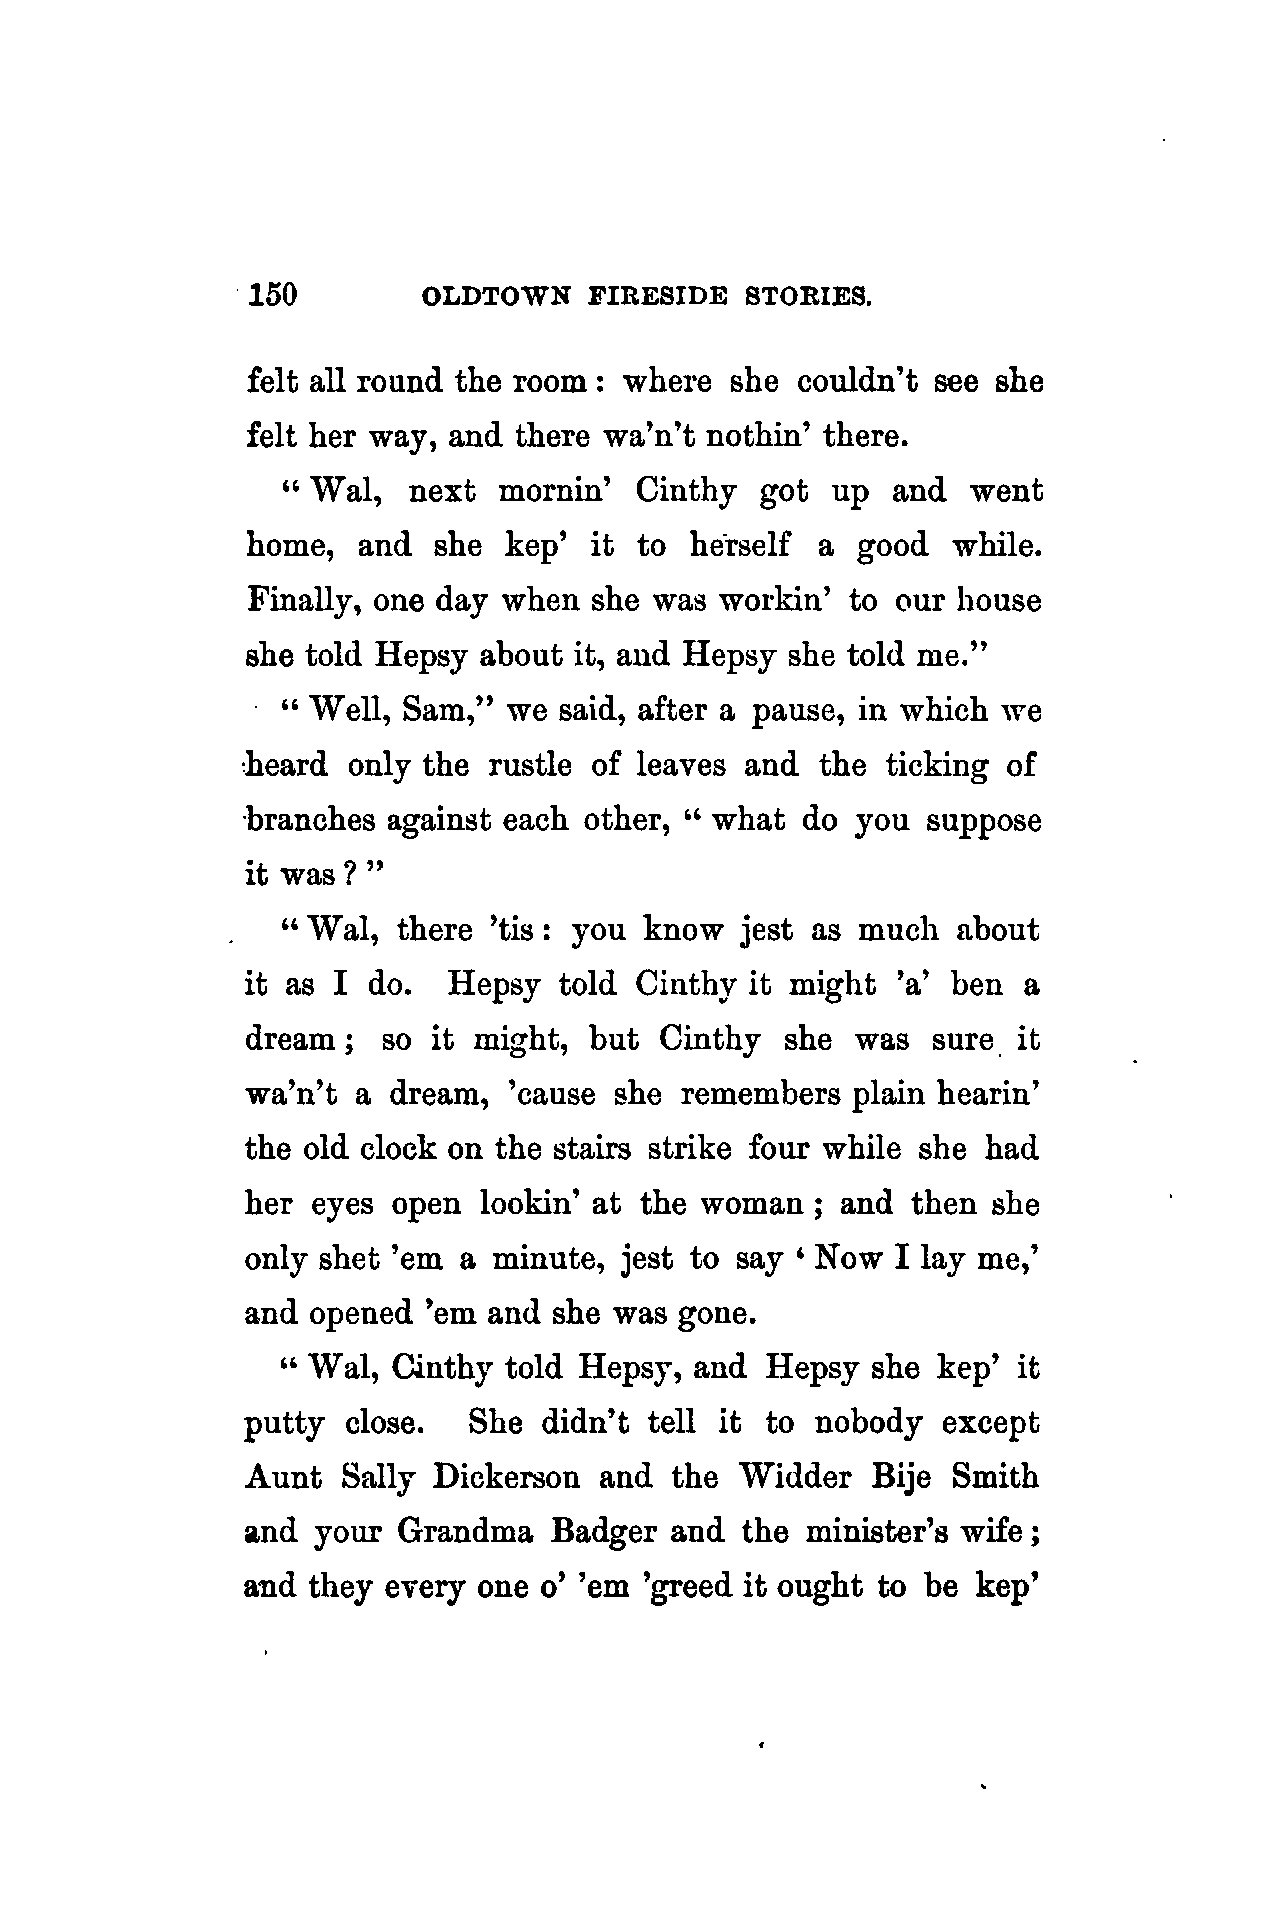 150 OLDTOWN FIRESIDE STORIES.
felt all round the room: where she couldn't see she
felt her way, and there wa'n't nothin' there.
"Wal, next mornin' Cinthy got up and went
home, and she kep' it to herself a good while.
Finally, one day when she was workin' to our house
she told Hepsy about it, and Hepsy she told me."
"Well, Sam," we said, after a pause, in which we
heard only the rustle of leaves and the ticking of
branches against each other, "what do you suppose
it was?"
"Wal, there 'tis: you know jest as much about
it as I do. Hepsy told Cinthy it might 'a' ben a
dream; so it might, but Cinthy she was sure it
wa'n't a dream, 'cause she remembers plain hearin'
the old clock on the stairs strike four while she had
her eyes open lookin' at the woman; and then she
only shet 'em a minute, jest to say 'Now I lay me,'
and opened 'em and she was gone.
"Wal, Cinthy told Hepsy, and Hepsy she kep' it
putty close. She didn't tell it to nobody except
Aunt Sally Dickerson and the Widder Bije Smith
and your Grandma Badger and the minister's wife;
and they every one o' 'em 'greed it ought to be kep'